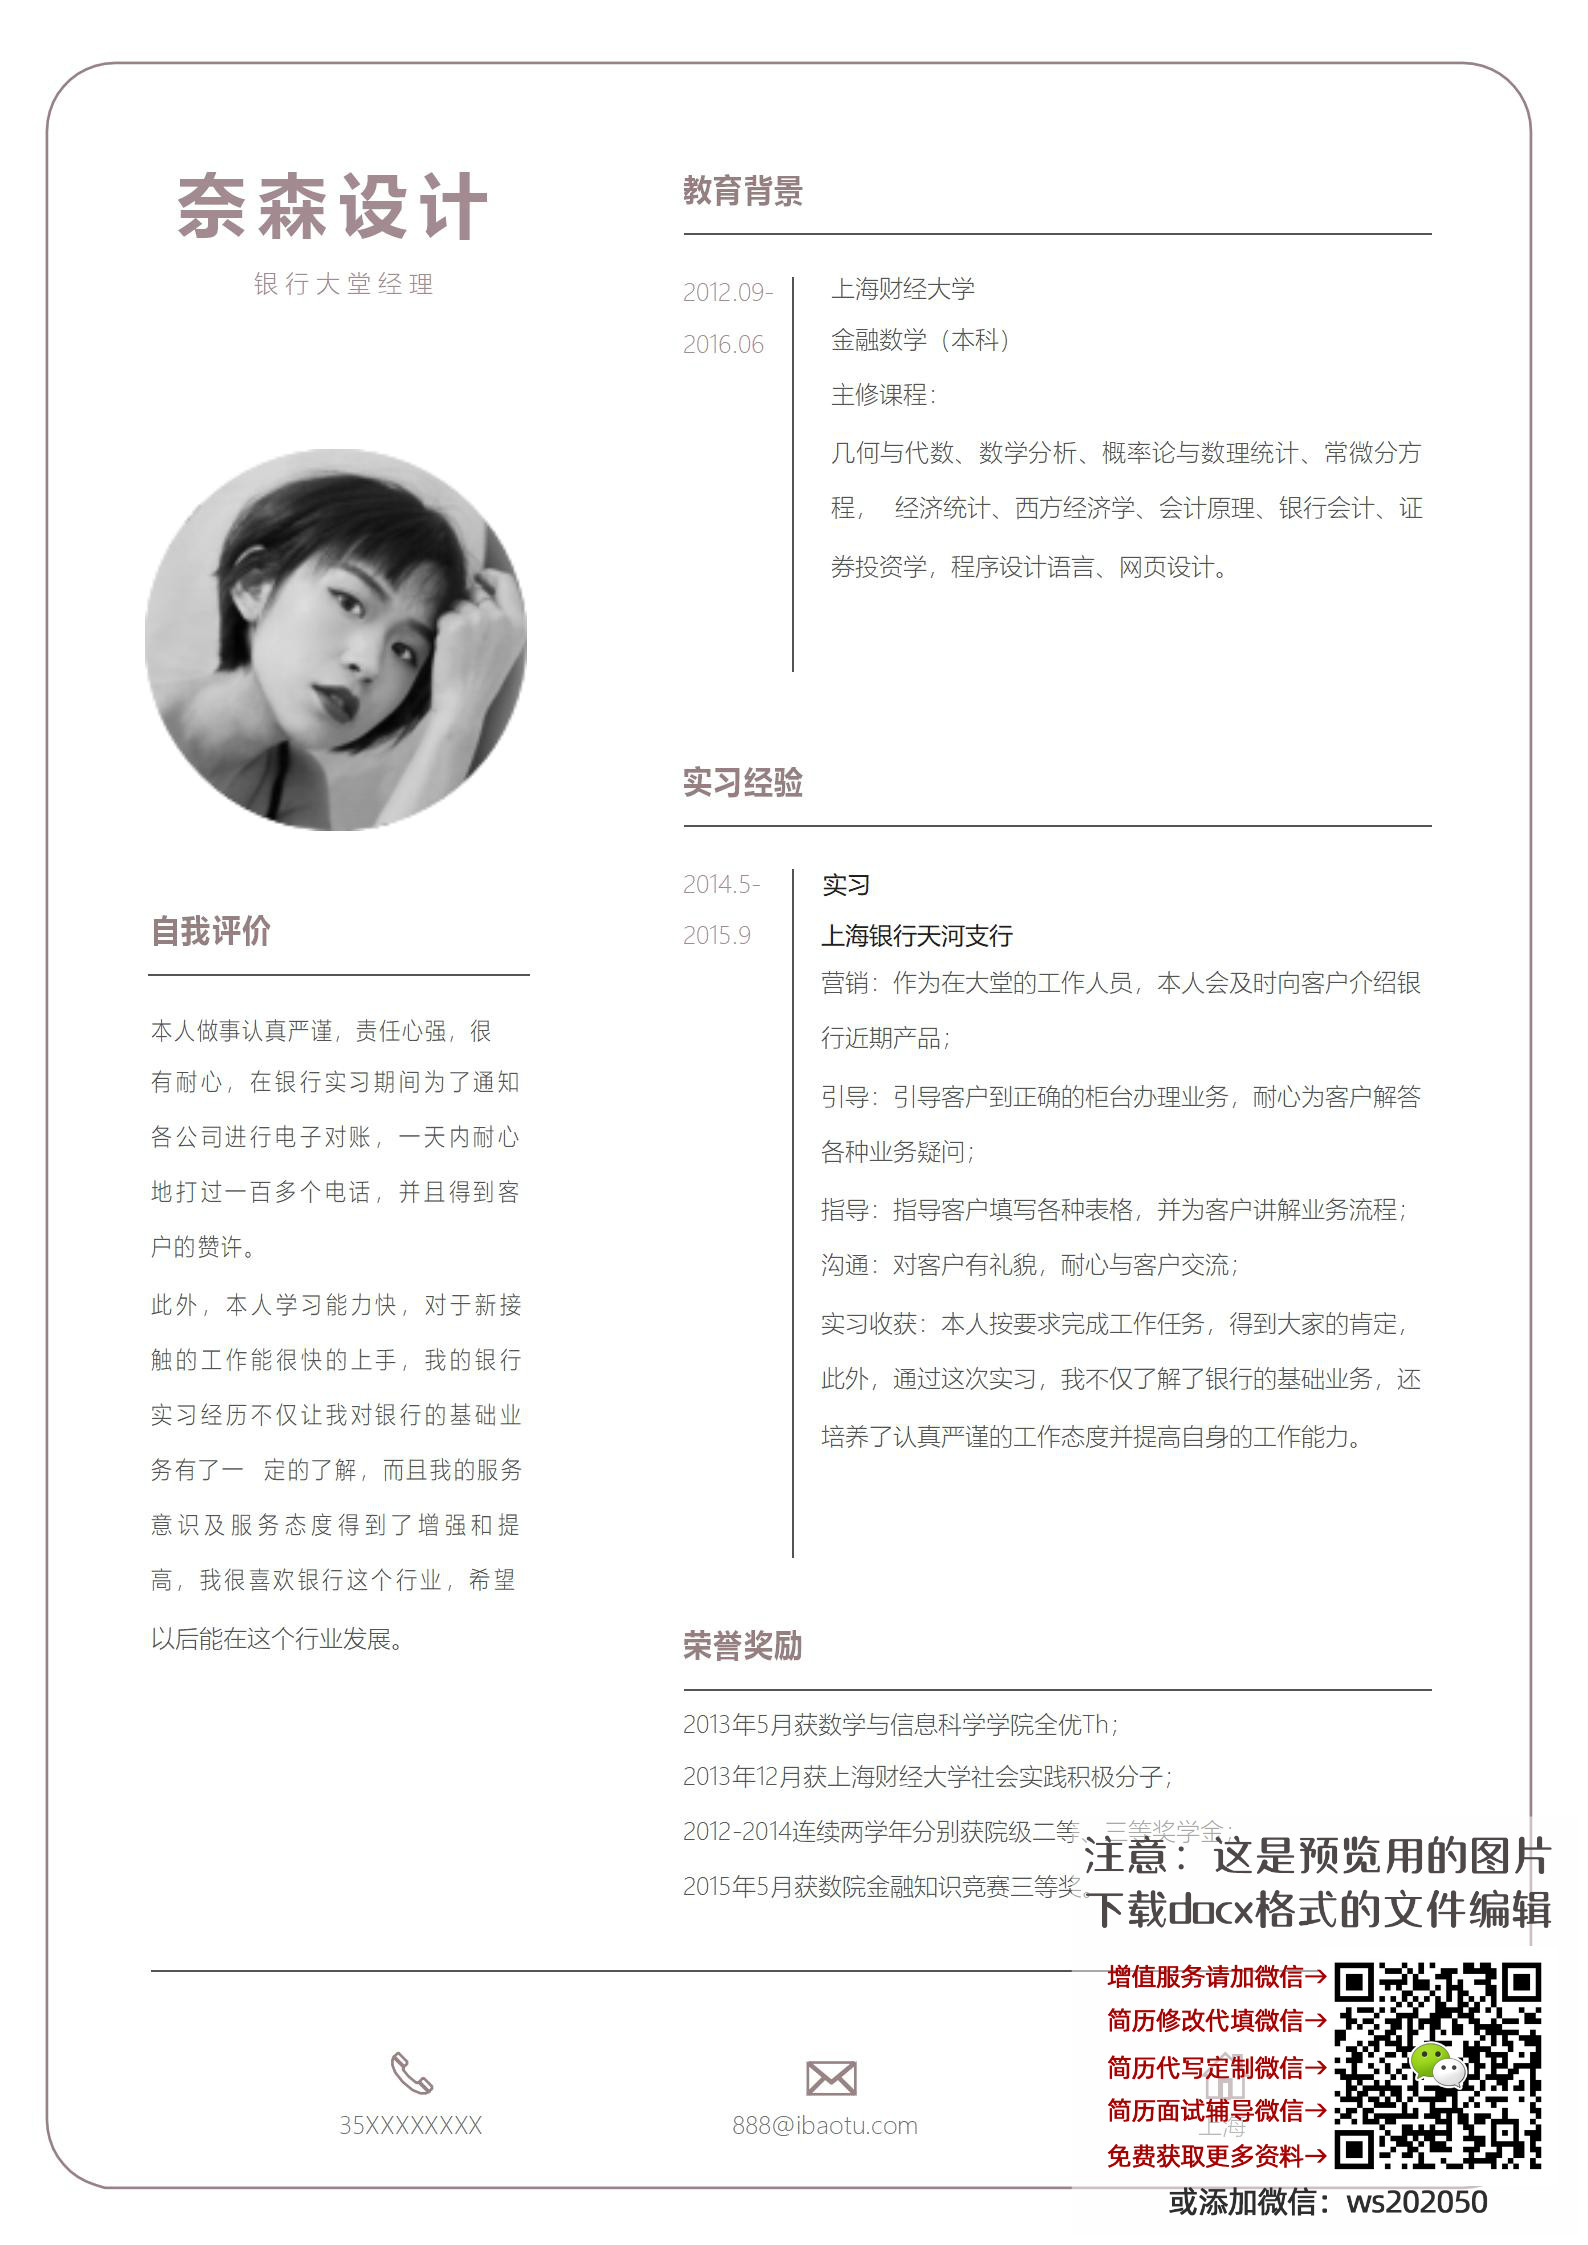 奈森设计
银行大堂经理
自我评价
本人做事认真严谨，责任心强，很
有耐心，在银行实习期间为了通知
各公司进行电子对账，一天内耐心
地打过一百多个电话，并且得到客
户的赞许。
此外，本人学习能力快，对于新接
触的工作能很快的上手，我的银行
实习经历不仅让我对银行的基础业
务有了一 定的了解，而且我的服务
意识及服务态度得到了增强和提
高，我很喜欢银行这个行业，希望
以后能在这个行业发展。
教育背景
2012.09-
2016.06
上海财经大学
金融数学（本科）
主修课程：
几何与代数、数学分析、概率论与数理统计、常微分方
程， 经济统计、西方经济学、会计原理、银行会计、证
券投资学，程序设计语言、网页设计。
实习经验
2014.5-
2015.9
实习
上海银行天河支行
营销：作为在大堂的工作人员，本人会及时向客户介绍银
行近期产品；
引导：引导客户到正确的柜台办理业务，耐心为客户解答
各种业务疑问；
指导：指导客户填写各种表格，并为客户讲解业务流程；
沟通：对客户有礼貌，耐心与客户交流；
实习收获：本人按要求完成工作任务，得到大家的肯定，
此外，通过这次实习，我不仅了解了银行的基础业务，还
培养了认真严谨的工作态度并提高自身的工作能力。
荣誉奖励
2013年5月获数学与信息科学学院全优Th；
2013年12月获上海财经大学社会实践积极分子；
2012-2014连续两学年分别获院级二等、三等奖学金；
2015年5月获数院金融知识竞赛三等奖。
35XXXXXXXX
888@ibaotu.com
上海
注意：这是预览用的图片
下载docx格式的文件编辑
增值服务请加微信→
简历修改代填微信→
简历代写定制微信→
简历面试辅导微信→
免费获取更多资料→
或添加微信：ws202050